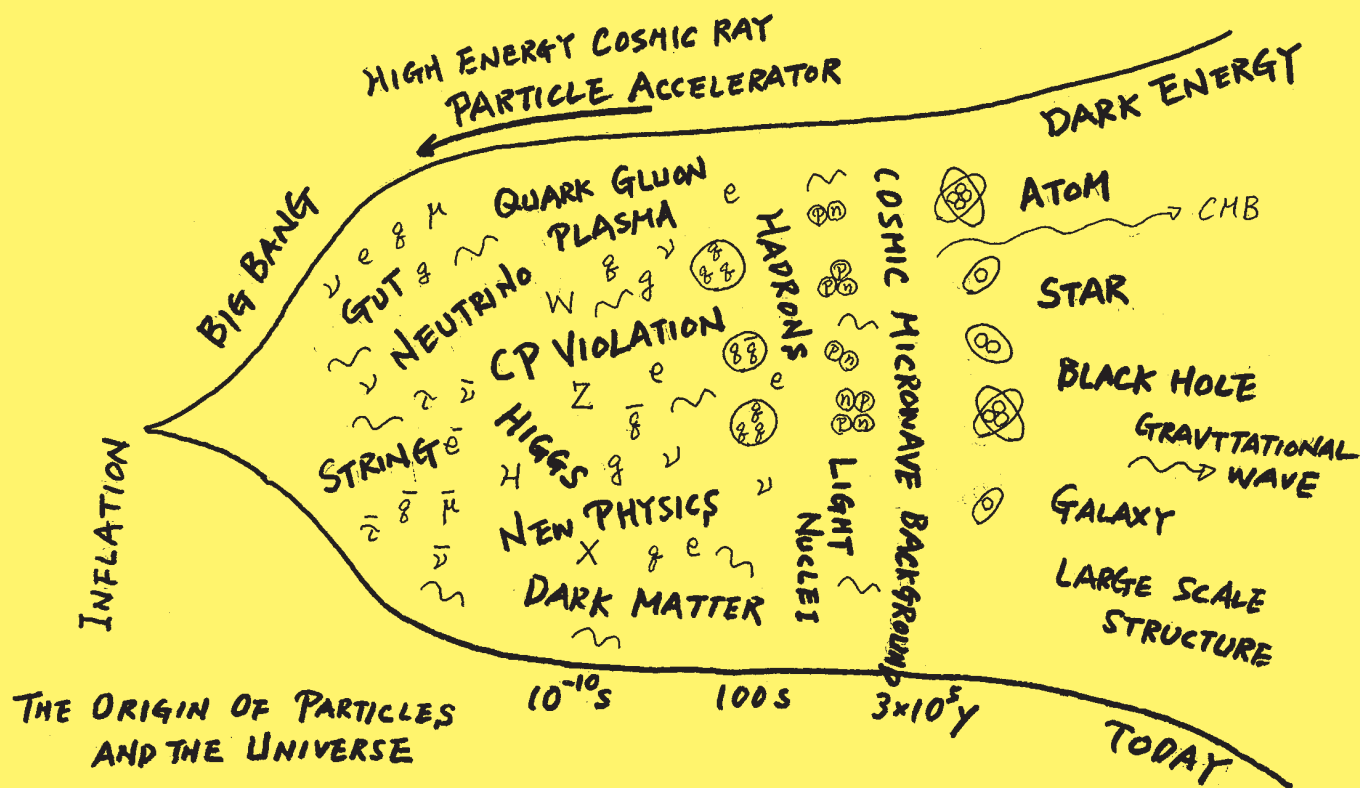 HIGH ENERGY COSMIC RAY
PARTICLE ACCELERATOR
DARK ENERGY
BIG BANG
INFLATION
ν e q μ
GUT g
NEUTRINO
QUARK GLUON
PLASMA
e
q
W g ν
q
q q
CP VIOLATION
ν
τ ν̄
Z e
q q̄
e
STRING e̅
HIGGS
H
q̄
g ν
q
q q
τ̄ q̄ μ̄
ν̄
NEW PHYSICS
ν
X g e
DARK MATTER
HADRONS
p n
p
p n
p n
n p
p n
LIGHT
NUCLEI
COSMIC MICROWAVE BACKGROUND
ATOM
CMB
STAR
BLACK HOLE
GRAVTTATIONAL
WAVE
GALAXY
LARGE SCALE
STRUCTURE
10⁻¹⁰s
100s
3×10⁵Y
TODAY
THE ORIGIN OF PARTICLES
AND THE UNIVERSE